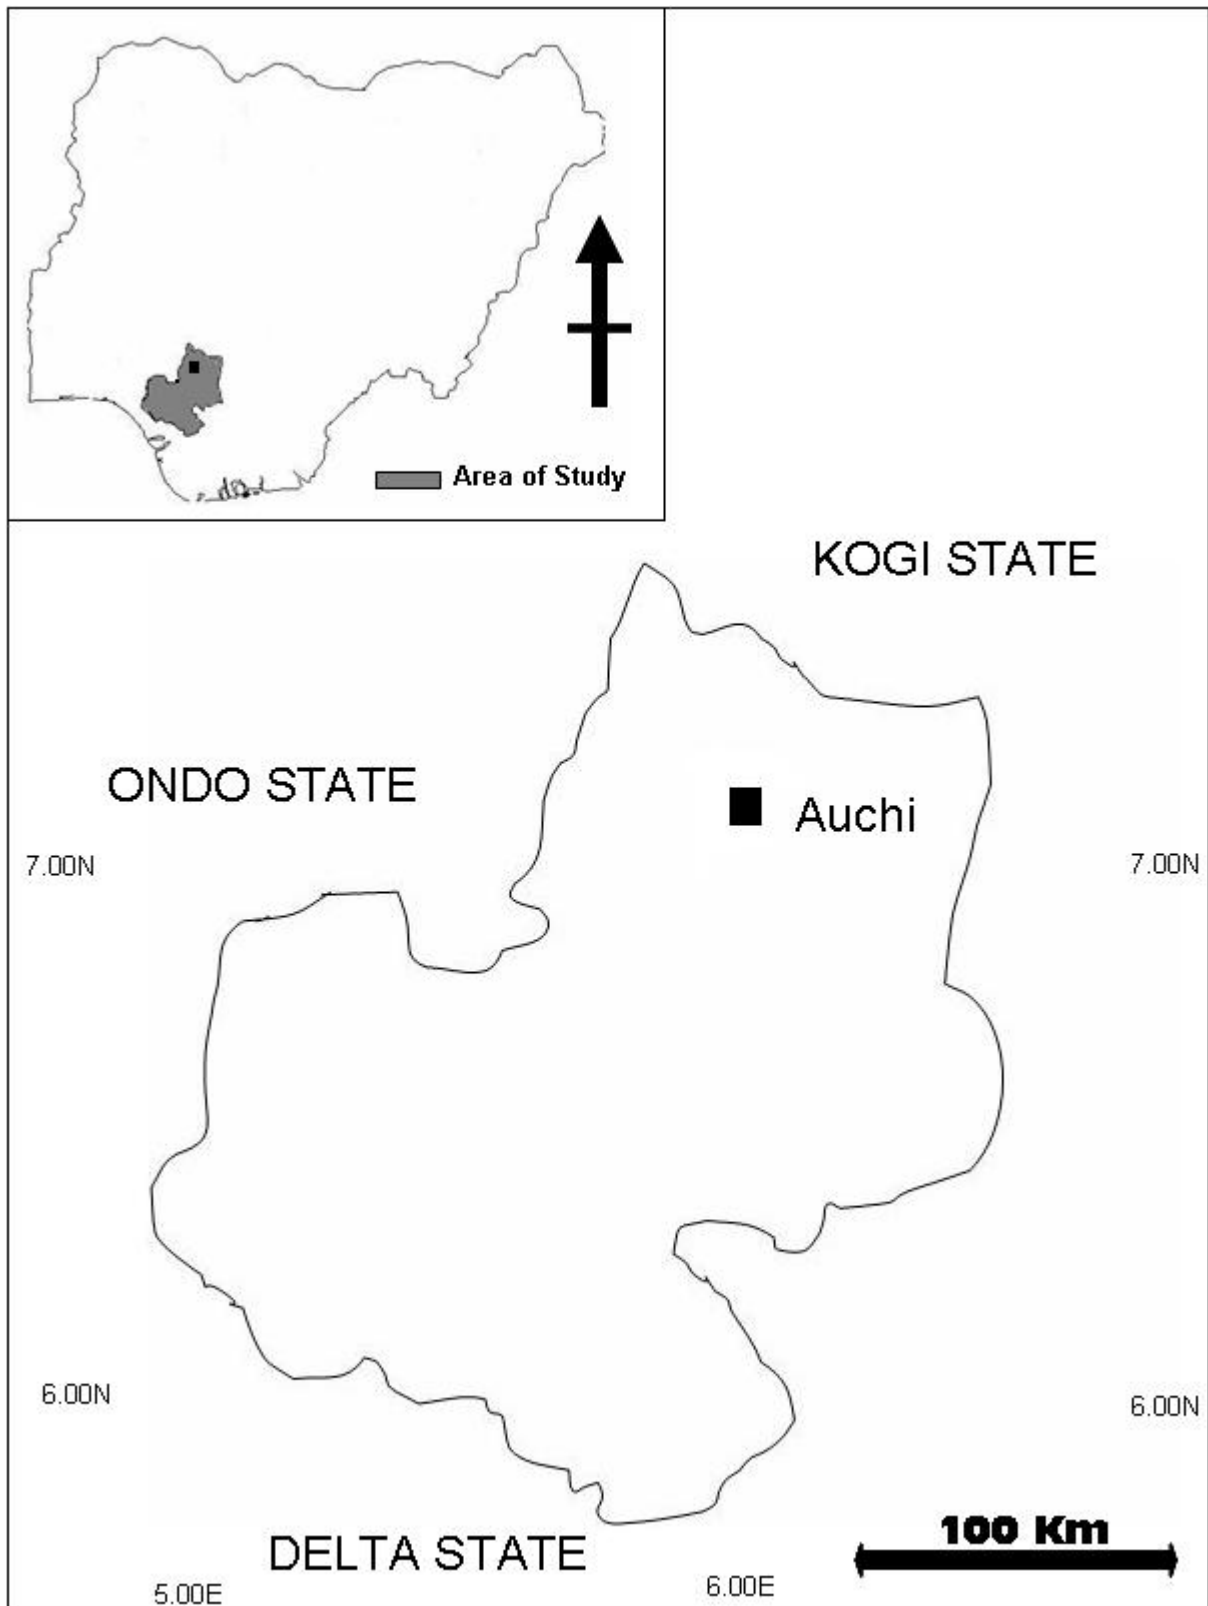 Area of Study
KOGI STATE
ONDO STATE
Auchi
7.00N
7.00N
6.00N
6.00N
100 Km
DELTA STATE
5.00E
6.00E